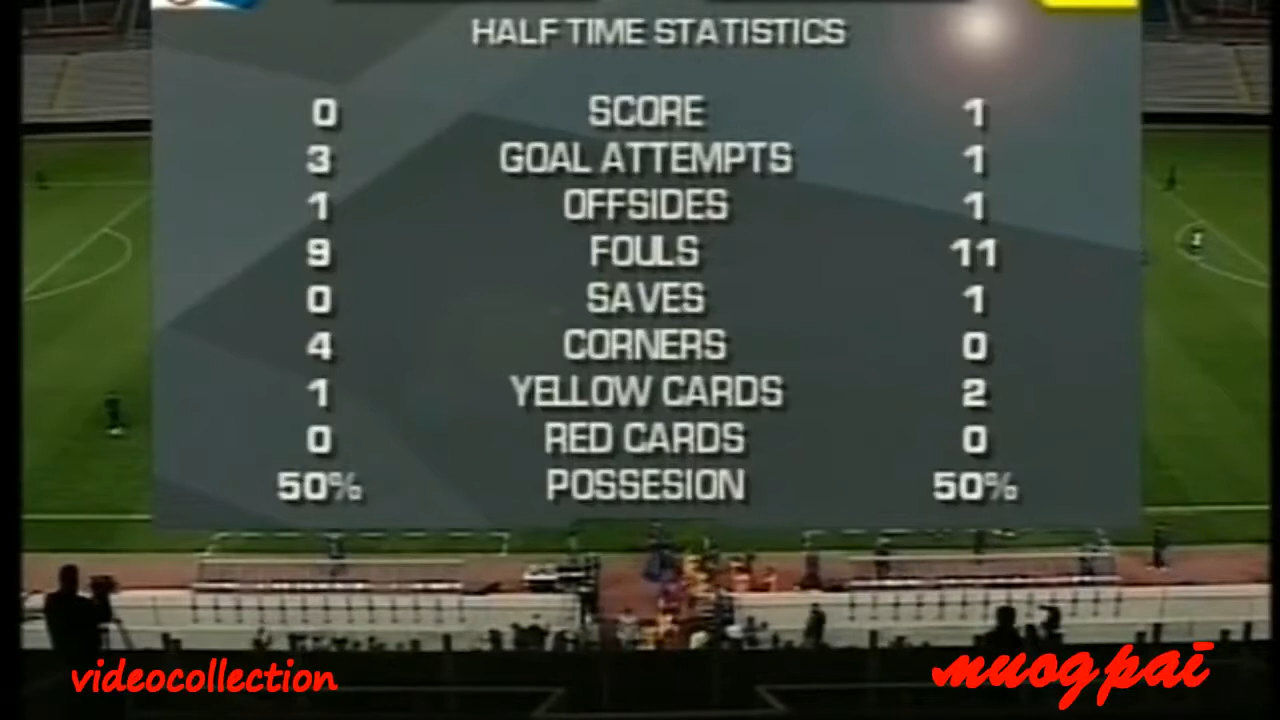 HALF TIME STATISTICS
0 SCORE 1
3 GOAL ATTEMPTS 1
1 OFFSIDES 1
9 FOULS 11
0 SAVES 1
4 CORNERS 0
1 YELLOW CARDS 2
0 RED CARDS 0
50% POSSESION 50%
videocollection
тиодраї